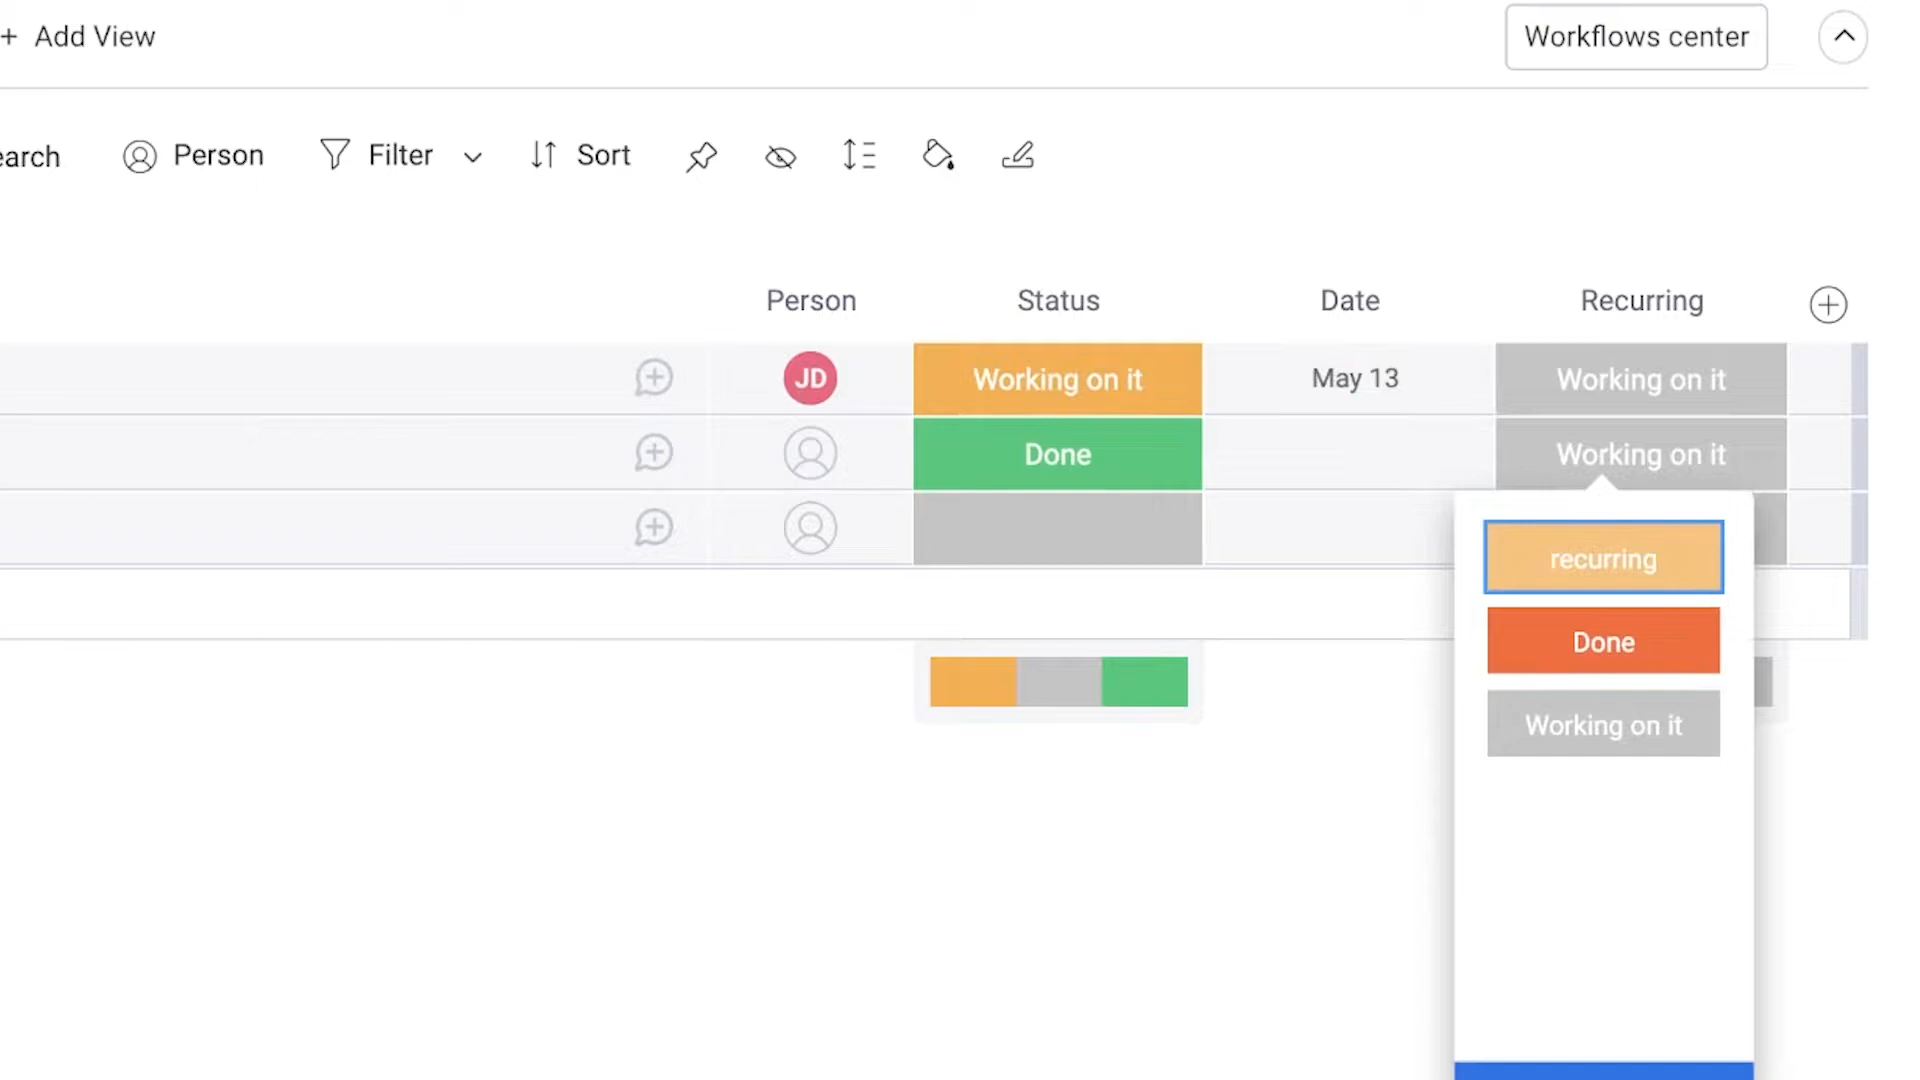 + Add View
Workflows center
earch
Person
Filter
Sort
Person
Status
Date
Recurring
JD
Working on it
May 13
Working on it
Done
Working on it
recurring
Done
Working on it